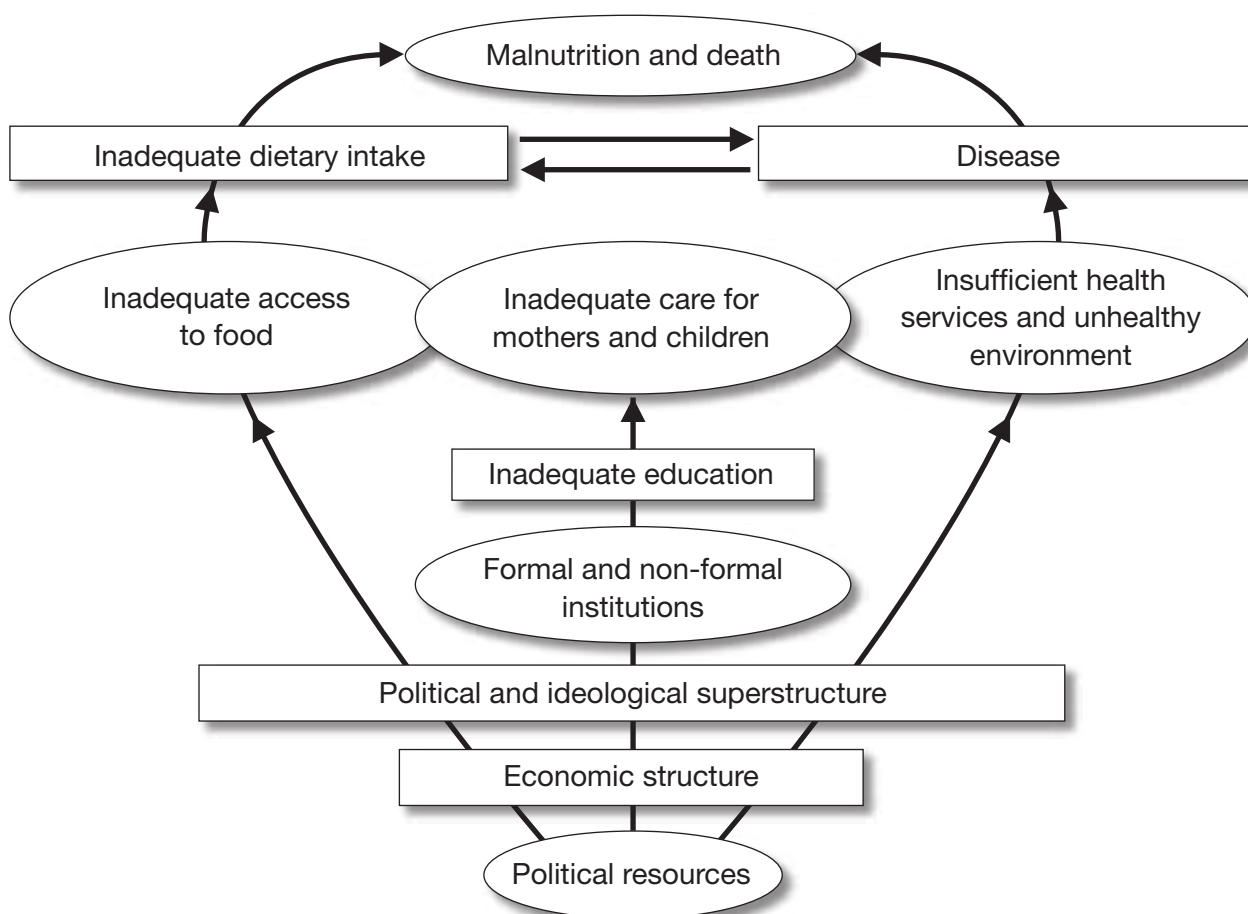 Malnutrition and death
Inadequate dietary intake
Disease
Inadequate access
to food
Inadequate care for
mothers and children
Insufficient health
services and unhealthy
environment
Inadequate education
Formal and non-formal
institutions
Political and ideological superstructure
Economic structure
Political resources